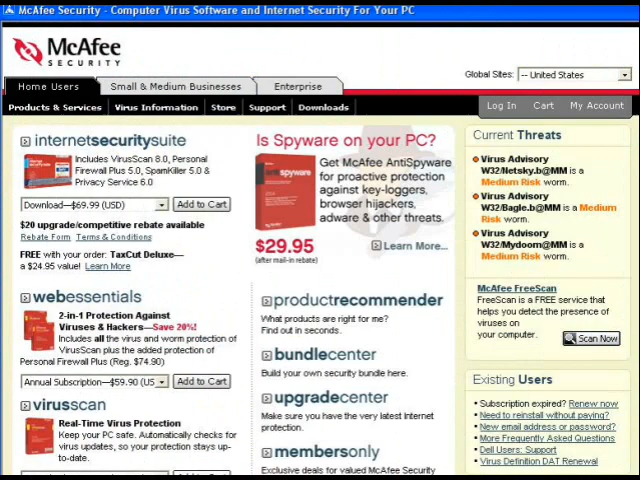 McAfee Security - Computer Virus Software and Internet Security For Your PC
McAfee
SECURITY
Global Sites: -- United States
Home Users
Small & Medium Businesses
Enterprise
Products & Services
Virus Information
Store
Support
Downloads
Log In
Cart
My Account
internetsecuritysuite
Includes VirusScan 8.0, Personal
Firewall Plus 5.0, SpamKiller 5.0 &
Privacy Service 6.0
Download—$69.99 (USD)
Add to Cart
$20 upgrade/competitive rebate available
Rebate Form Terms & Conditions
FREE with your order: TaxCut Deluxe—
a $24.95 value! Learn More
webessentials
2-in-1 Protection Against
Viruses & Hackers—Save 20%!
Includes all the virus and worm protection of
VirusScan plus the added protection of
Personal Firewall Plus (Reg. $74.90)
Annual Subscription—$59.90 (US
Add to Cart
virusscan
Real-Time Virus Protection
Keep your PC safe. Automatically checks for
virus updates, so your protection stays up-
to-date.
Add to Cart
Is Spyware on your PC?
antispyware
Get McAfee AntiSpyware
for proactive protection
against key-loggers,
browser hijackers,
adware & other threats.
$29.95
(after mail-in rebate)
Learn More...
productrecommender
What products are right for me?
Find out in seconds.
bundlecenter
Build your own security bundle here.
upgradecenter
Make sure you have the very latest Internet
protection.
membersonly
Exclusive deals for valued McAfee Security
Current Threats
Virus Advisory
W32/Netsky.b@MM is a
Medium Risk worm.
Virus Advisory
W32/Bagle.b@MM is a Medium
Risk worm.
Virus Advisory
W32/Mydoom@MM is a
Medium Risk worm.
McAfee FreeScan
FreeScan is a FREE service that
helps you detect the presence of
viruses on
your computer.
Scan Now
Existing Users
Subscription expired? Renew now
Need to reinstall without paying?
New email address or password?
More Frequently Asked Questions
Dell Users: Support
Virus Definition DAT Renewal